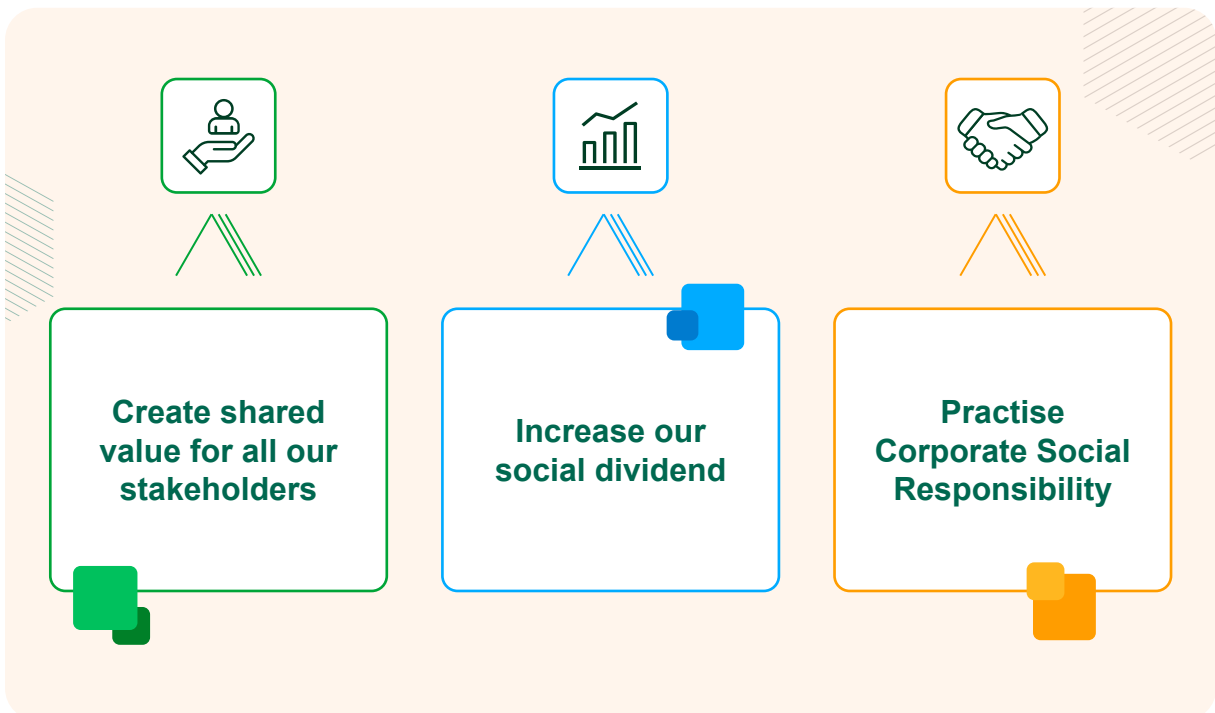 Create shared
value for all our
stakeholders
Increase our
social dividend
Practise
Corporate Social
Responsibility